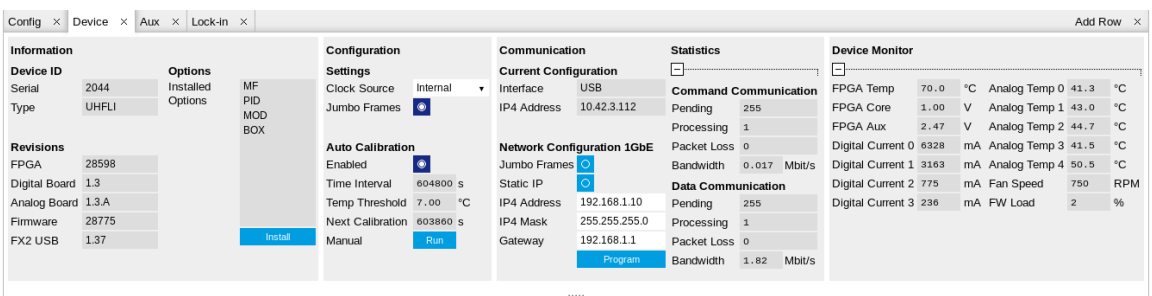 Config × Device × Aux × Lock-in × Add Row ×
Information
Device ID
Serial 2044
Type UHFLI
Options
Installed Options
MF
PID
MOD
BOX
Install
Revisions
FPGA 28598
Digital Board 1.3
Analog Board 1.3.A
Firmware 28775
FX2 USB 1.37
Configuration
Settings
Clock Source Internal
Jumbo Frames
Auto Calibration
Enabled
Time Interval 604800 s
Temp Threshold 7.00 °C
Next Calibration 603860 s
Manual Run
Communication
Current Configuration
Interface USB
IP4 Address 10.42.3.112
Network Configuration 1GbE
Jumbo Frames
Static IP
IP4 Address 192.168.1.10
IP4 Mask 255.255.255.0
Gateway 192.168.1.1
Program
Statistics
Command Communication
Pending 255
Processing 1
Packet Loss 0
Bandwidth 0.017 Mbit/s
Data Communication
Pending 255
Processing 1
Packet Loss 0
Bandwidth 1.82 Mbit/s
Device Monitor
FPGA Temp 70.0 °C Analog Temp 0 41.3 °C
FPGA Core 1.00 V Analog Temp 1 43.0 °C
FPGA Aux 2.47 V Analog Temp 2 44.7 °C
Digital Current 0 6328 mA Analog Temp 3 41.5 °C
Digital Current 1 3163 mA Analog Temp 4 50.5 °C
Digital Current 2 775 mA Fan Speed 750 RPM
Digital Current 3 236 mA FW Load 2 %